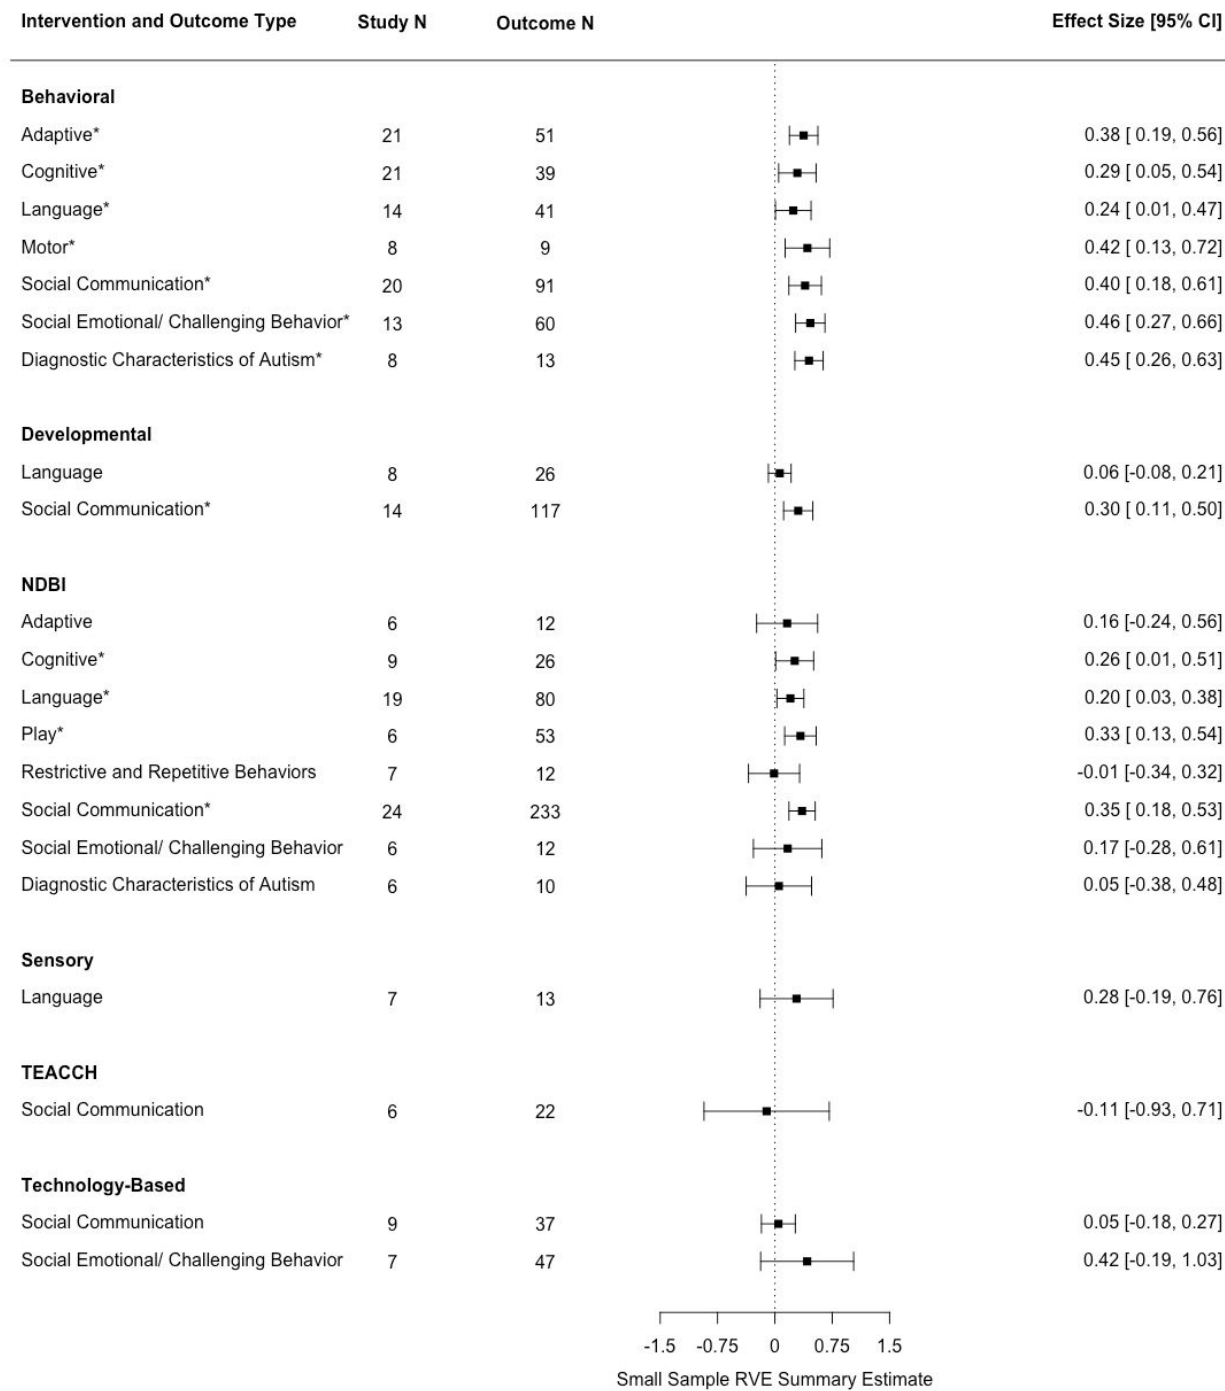 Intervention and Outcome Type Study N Outcome N Effect Size [95% CI]
Behavioral
Adaptive* 21 51 0.38 [ 0.19, 0.56]
Cognitive* 21 39 0.29 [ 0.05, 0.54]
Language* 14 41 0.24 [ 0.01, 0.47]
Motor* 8 9 0.42 [ 0.13, 0.72]
Social Communication* 20 91 0.40 [ 0.18, 0.61]
Social Emotional/ Challenging Behavior* 13 60 0.46 [ 0.27, 0.66]
Diagnostic Characteristics of Autism* 8 13 0.45 [ 0.26, 0.63]
Developmental
Language 8 26 0.06 [-0.08, 0.21]
Social Communication* 14 117 0.30 [ 0.11, 0.50]
NDBI
Adaptive 6 12 0.16 [-0.24, 0.56]
Cognitive* 9 26 0.26 [ 0.01, 0.51]
Language* 19 80 0.20 [ 0.03, 0.38]
Play* 6 53 0.33 [ 0.13, 0.54]
Restrictive and Repetitive Behaviors 7 12 -0.01 [-0.34, 0.32]
Social Communication* 24 233 0.35 [ 0.18, 0.53]
Social Emotional/ Challenging Behavior 6 12 0.17 [-0.28, 0.61]
Diagnostic Characteristics of Autism 6 10 0.05 [-0.38, 0.48]
Sensory
Language 7 13 0.28 [-0.19, 0.76]
TEACCH
Social Communication 6 22 -0.11 [-0.93, 0.71]
Technology-Based
Social Communication 9 37 0.05 [-0.18, 0.27]
Social Emotional/ Challenging Behavior 7 47 0.42 [-0.19, 1.03]
-1.5 -0.75 0 0.75 1.5
Small Sample RVE Summary Estimate